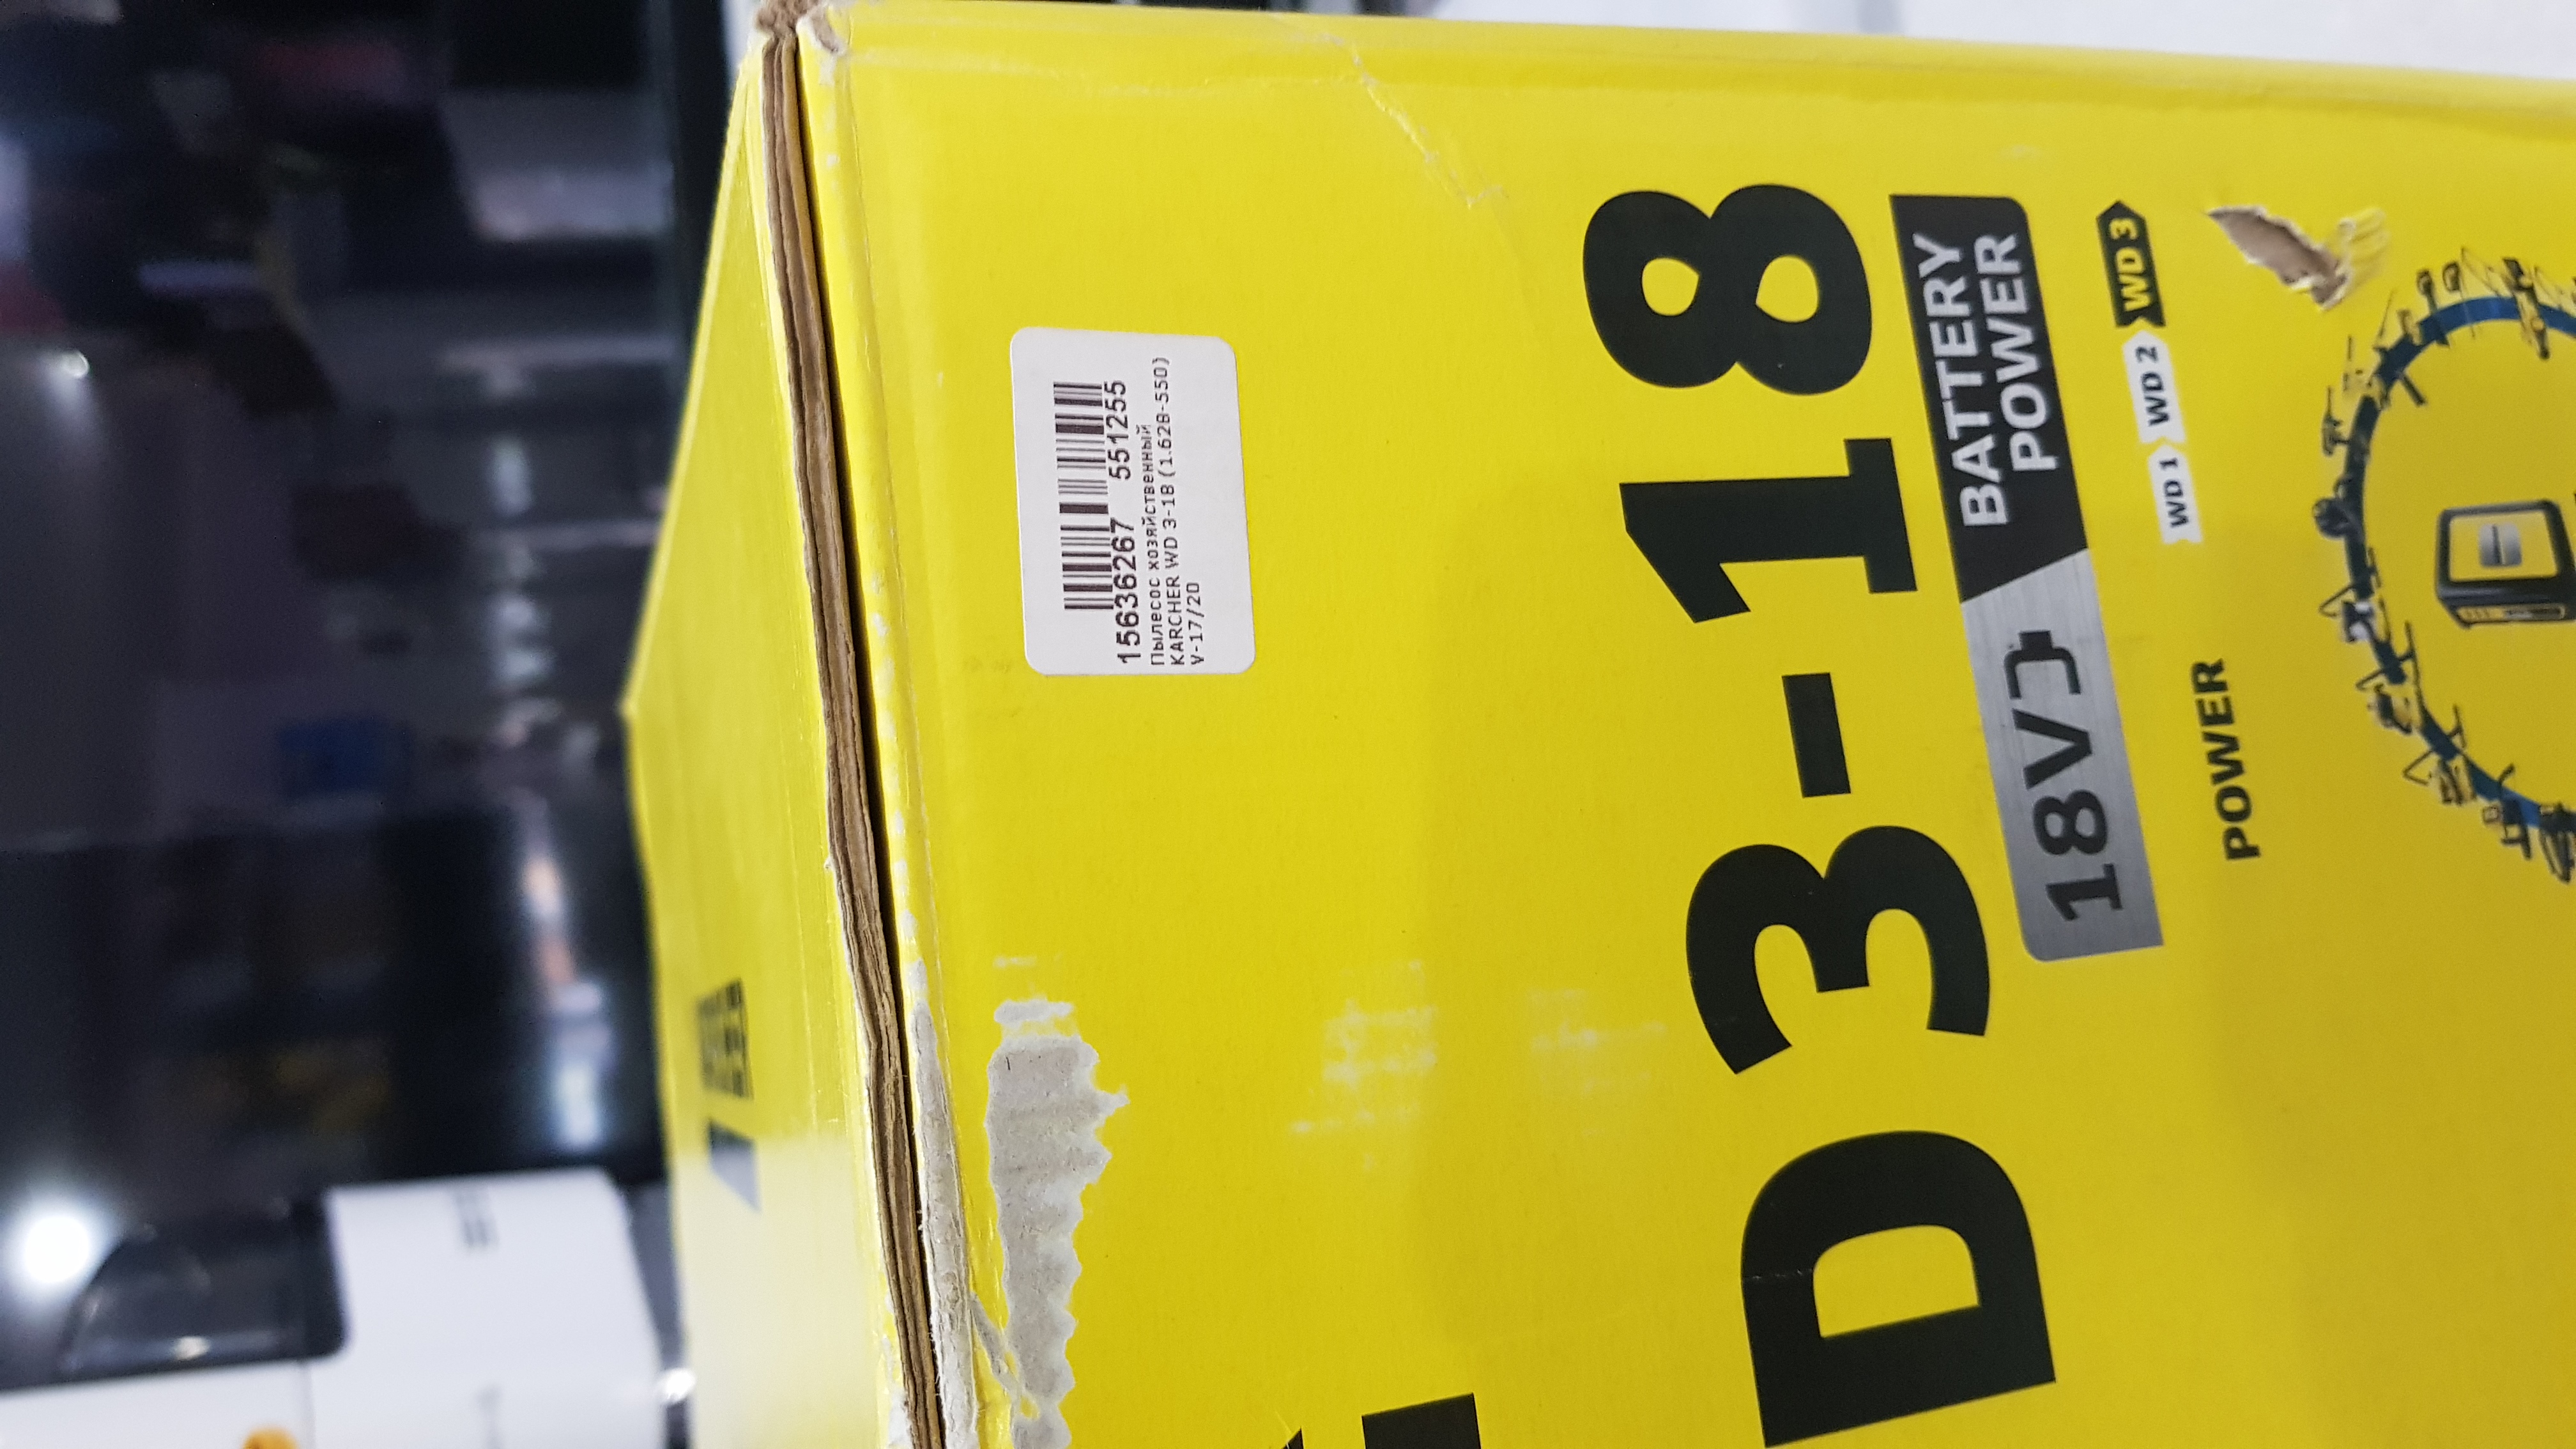 15636267 551255
Пылесос хозяйственный
KARCHER WD 3-18 (1.628-550)
V-17/20
D 3-18
18V BATTERY
POWER
WD 1 WD 2 WD 3
POWER